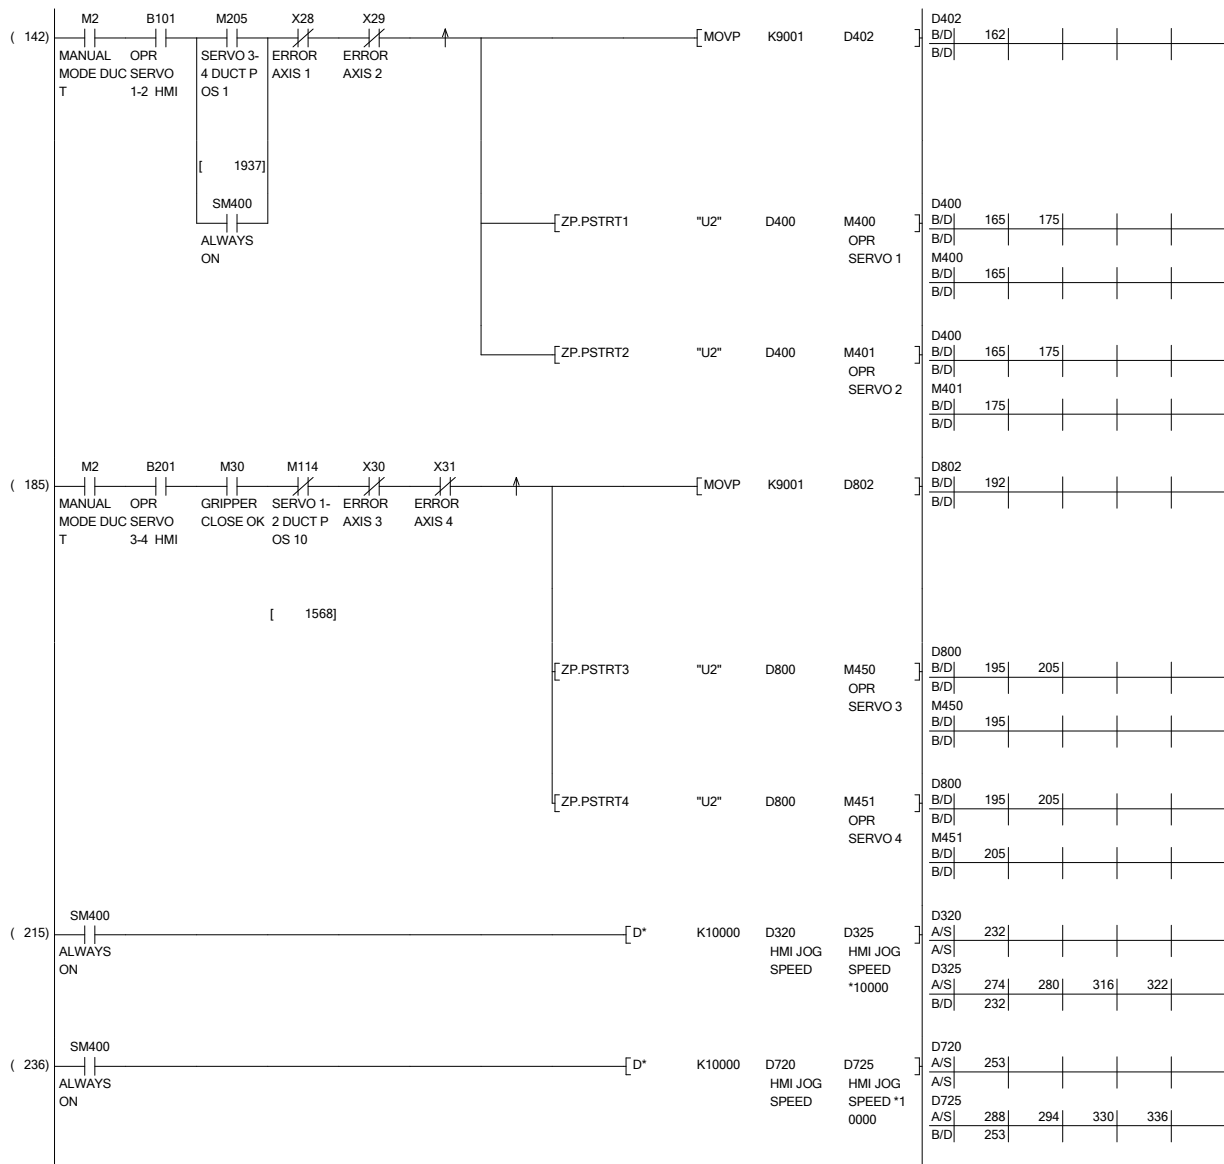 M2 B101 M205 X28 X29 D402
( 142) [ MOVP K9001 D402 ] B/D 162
MANUAL OPR SERVO 3- ERROR ERROR B/D
MODE DUC SERVO 4 DUCT P AXIS 1 AXIS 2
T 1-2 HMI OS 1
[ 1937]
SM400 D400
[ ZP.PSTRT1 "U2" D400 M400 ] B/D 165 175
ALWAYS OPR B/D
ON SERVO 1 M400
B/D 165
B/D
D400
[ ZP.PSTRT2 "U2" D400 M401 ] B/D 165 175
OPR B/D
SERVO 2 M401
B/D 175
B/D
M2 B201 M30 M114 X30 X31 D802
( 185) [ MOVP K9001 D802 ] B/D 192
MANUAL OPR GRIPPER SERVO 1- ERROR ERROR B/D
MODE DUC SERVO CLOSE OK 2 DUCT P AXIS 3 AXIS 4
T 3-4 HMI OS 10
[ 1568]
D800
[ ZP.PSTRT3 "U2" D800 M450 ] B/D 195 205
OPR B/D
SERVO 3 M450
B/D 195
B/D
D800
[ ZP.PSTRT4 "U2" D800 M451 ] B/D 195 205
OPR B/D
SERVO 4 M451
B/D 205
B/D
SM400 D320
( 215) [ D* K10000 D320 D325 ] A/S 232
ALWAYS HMI JOG HMI JOG A/S
ON SPEED SPEED D325
*10000 A/S 274 280 316 322
B/D 232
SM400 D720
( 236) [ D* K10000 D720 D725 ] A/S 253
ALWAYS HMI JOG HMI JOG A/S
ON SPEED SPEED *1 D725
0000 A/S 288 294 330 336
B/D 253